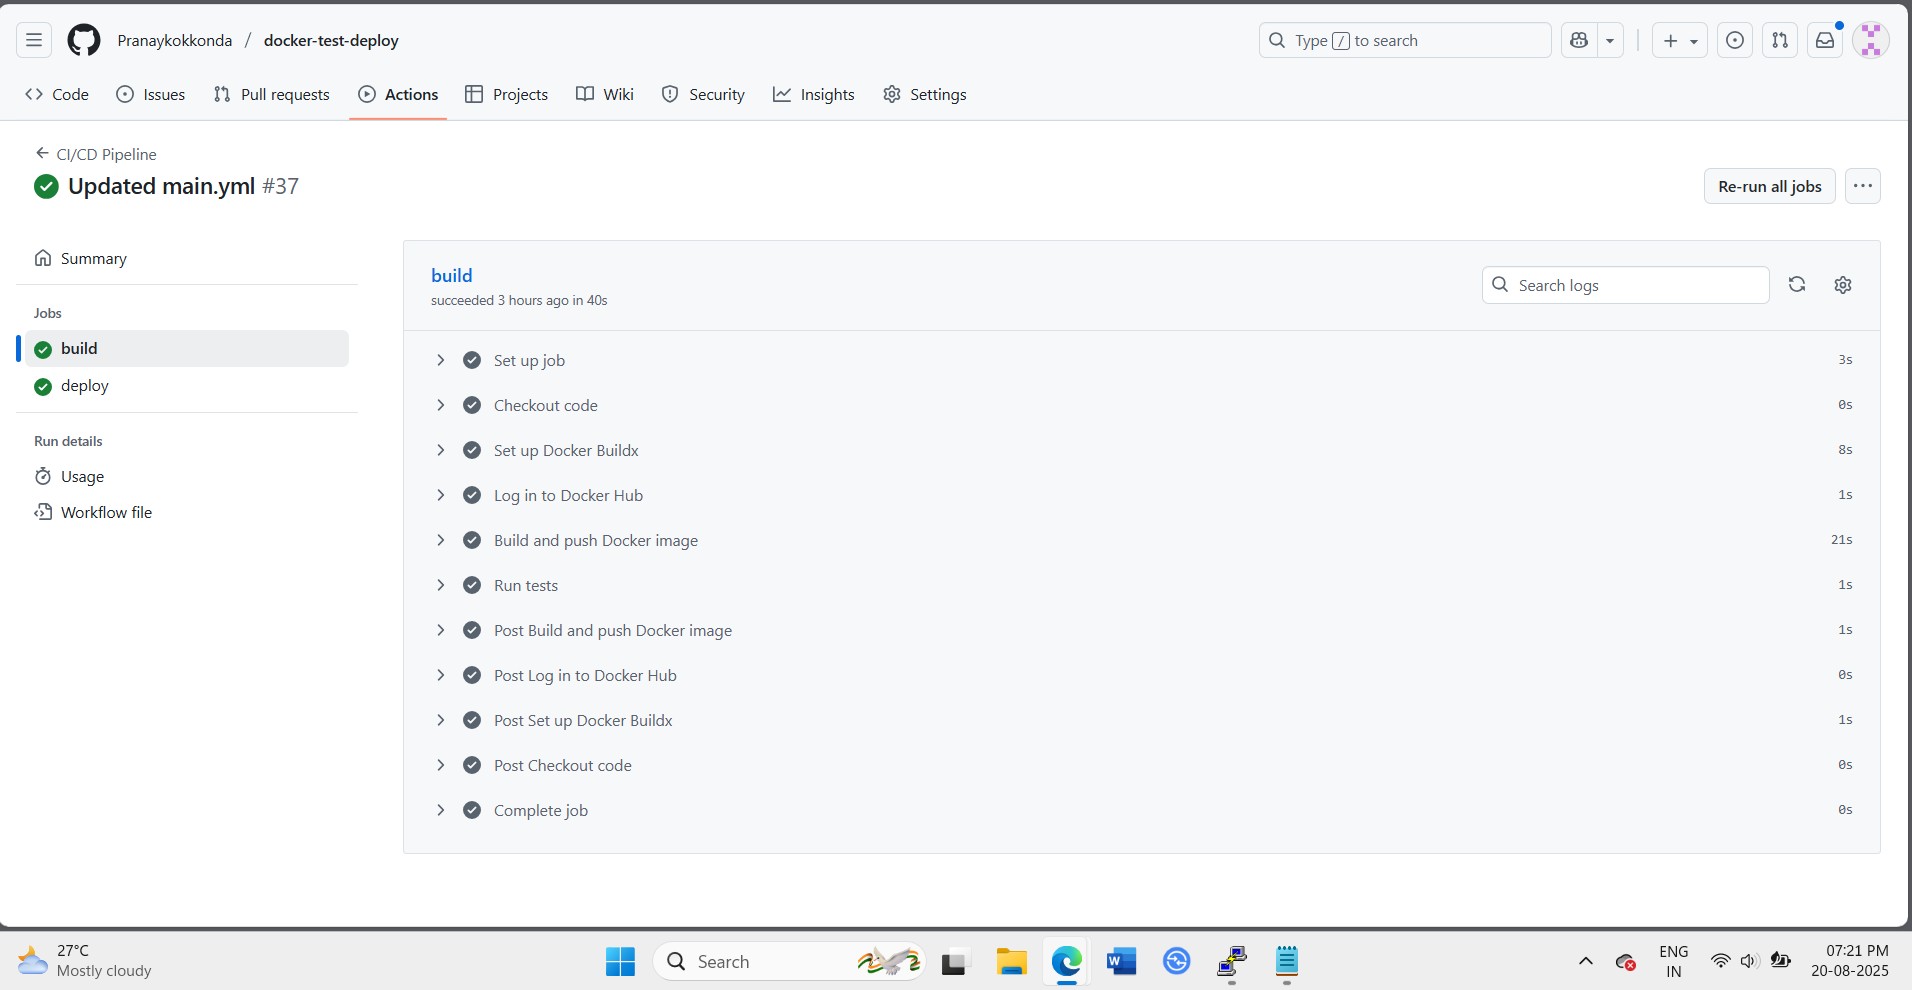 Pranaykokkonda / docker-test-deploy
Type / to search
Code
Issues
Pull requests
Actions
Projects
Wiki
Security
Insights
Settings
CI/CD Pipeline
Updated main.yml #37
Re-run all jobs
Summary
Jobs
build
deploy
Run details
Usage
Workflow file
build
succeeded 3 hours ago in 40s
Search logs
Set up job 3s
Checkout code 0s
Set up Docker Buildx 8s
Log in to Docker Hub 1s
Build and push Docker image 21s
Run tests 1s
Post Build and push Docker image 1s
Post Log in to Docker Hub 0s
Post Set up Docker Buildx 1s
Post Checkout code 0s
Complete job 0s
27°C
Mostly cloudy
Search
W
ENG
IN
07:21 PM
20-08-2025